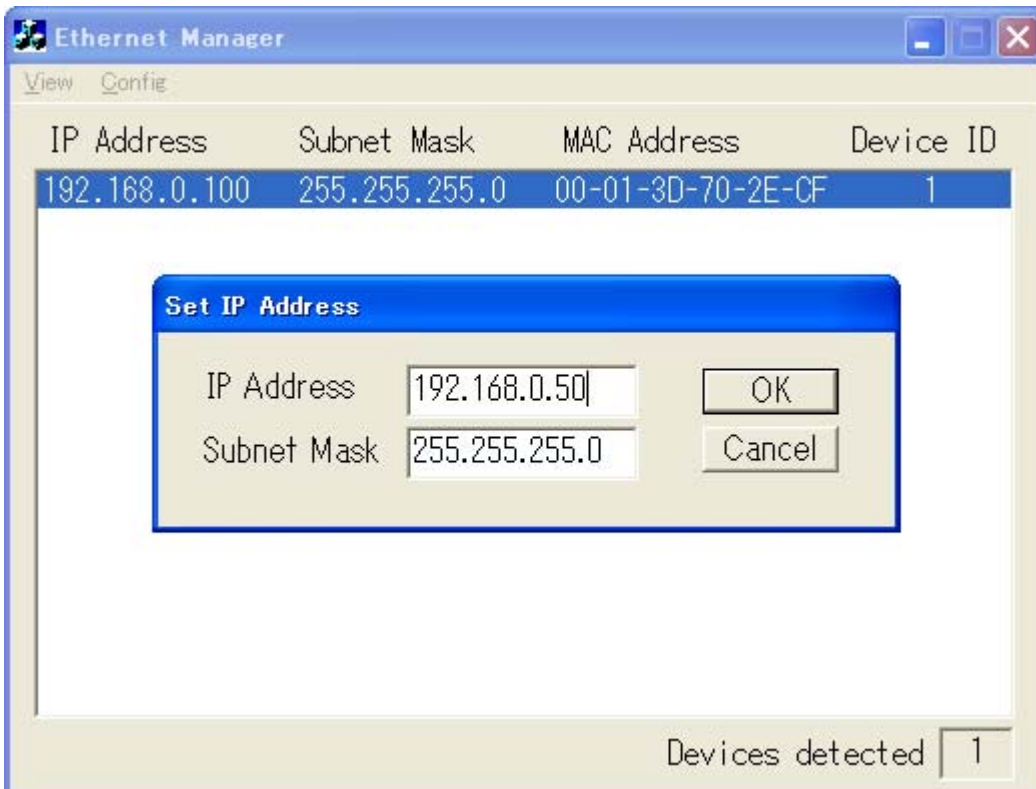 Ethernet Manager
View Config
IP Address Subnet Mask MAC Address Device ID
192.168.0.100 255.255.255.0 00-01-3D-70-2E-CF 1
Set IP Address
IP Address 192.168.0.50 OK
Subnet Mask 255.255.255.0 Cancel
Devices detected 1